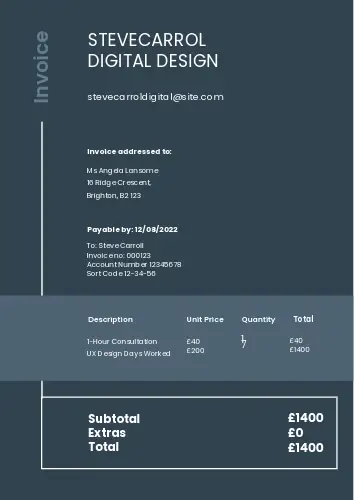 Invoice
STEVECARROL
DIGITAL DESIGN
stevecarroldigital@site.com
Invoice addressed to:
Ms Angela Lansome
16 Ridge Crescent,
Brighton, B2 123
Payable by: 12/08/2022
To: Steve Carroll
Invoice no: 000123
Account Number 12345678
Sort Code 12-34-56
Description Unit Price Quantity Total
1-Hour Consultation £40 1 £40
UX Design Days Worked £200 7 £1400
Subtotal £1400
Extras £0
Total £1400